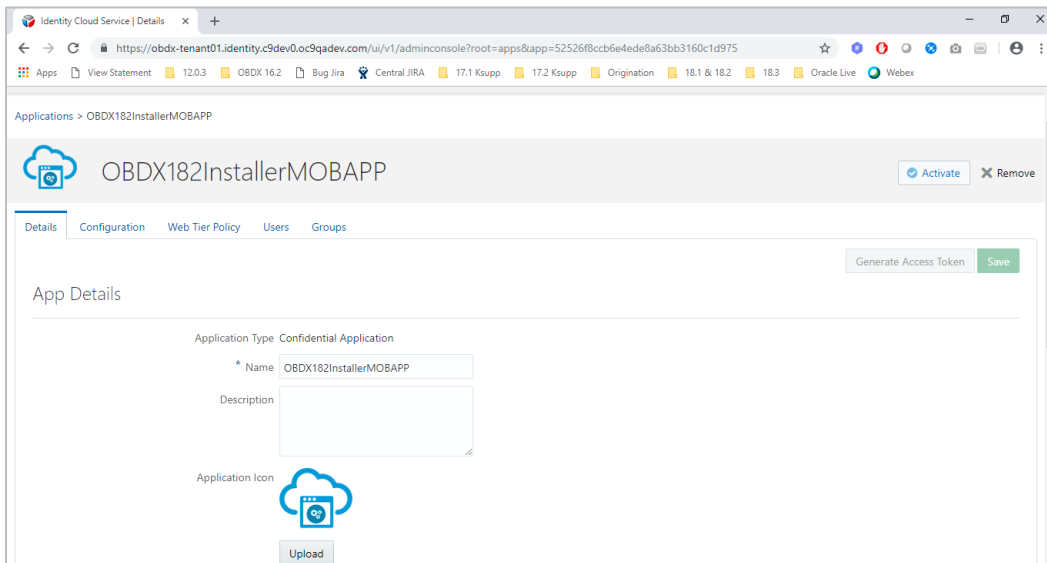 Identity Cloud Service | Details
https://obdx-tenant01.identity.c9dev0.oc9qadev.com/ui/v1/adminconsole?root=apps&app=52526f8ccb6e4ede8a63bb3160c1d975
Apps View Statement 12.0.3 OBDX 16.2 Bug Jira Central JIRA 17.1 Ksupp 17.2 Ksupp Origination 18.1 & 18.2 18.3 Oracle Live Webex
Applications > OBDX182InstallerMOBAPP
OBDX182InstallerMOBAPP
Activate Remove
Details Configuration Web Tier Policy Users Groups
Generate Access Token Save
App Details
Application Type Confidential Application
* Name OBDX182InstallerMOBAPP
Description
Application Icon
Upload